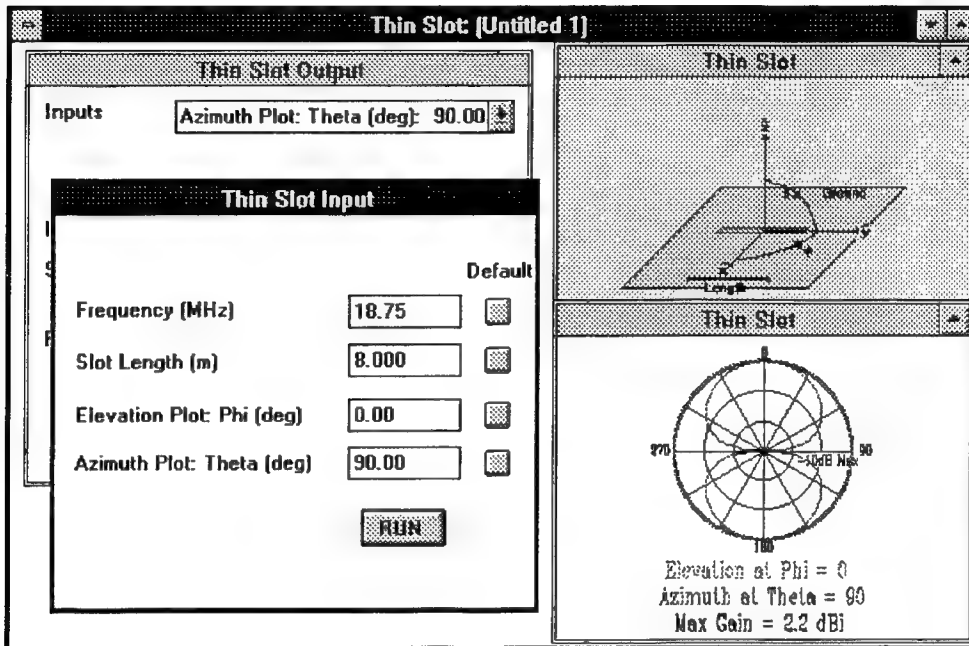 Thin Slot: [Untitled 1]
Thin Slot Output
Inputs
Azimuth Plot: Theta (deg): 90.00
Thin Slot Input
Default
Frequency (MHz)
18.75
Slot Length (m)
8.000
Elevation Plot: Phi (deg)
0.00
Azimuth Plot: Theta (deg)
90.00
RUN
Thin Slot
Z
Ground
Y
X
Length
Thin Slot
0
270
90
dB Max
180
Elevation at Phi = 0
Azimuth at Theta = 90
Max Gain = 2.2 dBi